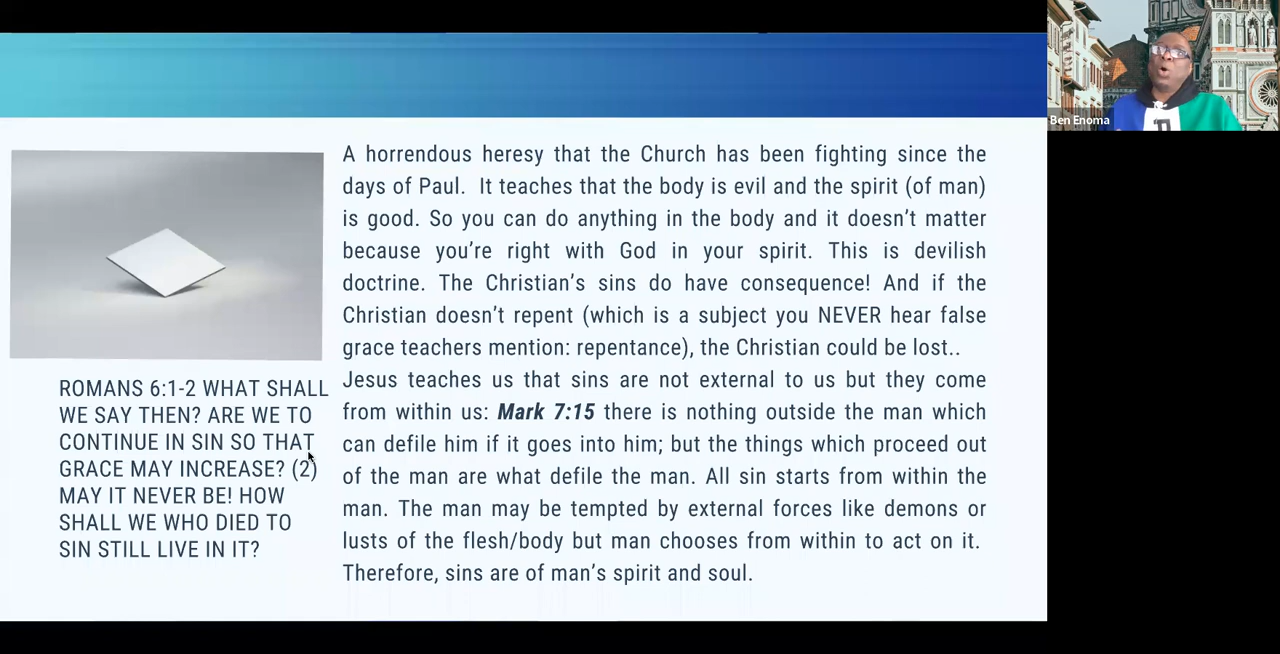 Ben Enoma
A horrendous heresy that the Church has been fighting since the
days of Paul.  It teaches that the body is evil and the spirit (of man)
is good. So you can do anything in the body and it doesn’t matter
because you’re right with God in your spirit. This is devilish
doctrine. The Christian’s sins do have consequence! And if the
Christian doesn’t repent (which is a subject you NEVER hear false
grace teachers mention: repentance), the Christian could be lost..
Jesus teaches us that sins are not external to us but they come
from within us: Mark 7:15 there is nothing outside the man which
can defile him if it goes into him; but the things which proceed out
of the man are what defile the man. All sin starts from within the
man. The man may be tempted by external forces like demons or
lusts of the flesh/body but man chooses from within to act on it.
Therefore, sins are of man’s spirit and soul.
ROMANS 6:1-2 WHAT SHALL
WE SAY THEN? ARE WE TO
CONTINUE IN SIN SO THAT
GRACE MAY INCREASE? (2)
MAY IT NEVER BE! HOW
SHALL WE WHO DIED TO
SIN STILL LIVE IN IT?